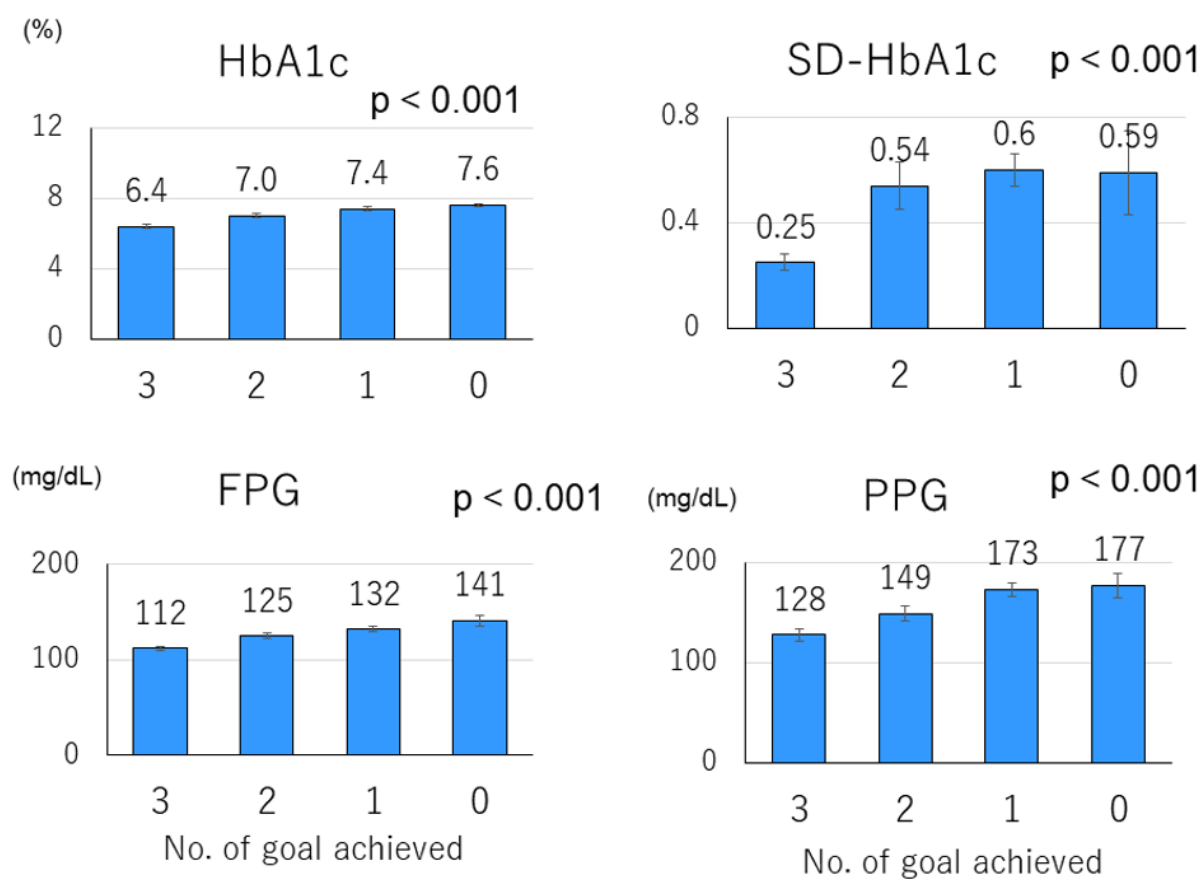 (%)
HbA1c
p < 0.001
12
8
4
0
6.4
7.0
7.4
7.6
3 2 1 0
SD-HbA1c p < 0.001
0.8
0.4
0
0.25
0.54
0.6
0.59
3 2 1 0
(mg/dL)
FPG
p < 0.001
200
100
0
112
125
132
141
3 2 1 0
No. of goal achieved
(mg/dL)
PPG
p < 0.001
200
100
0
128
149
173
177
3 2 1 0
No. of goal achieved